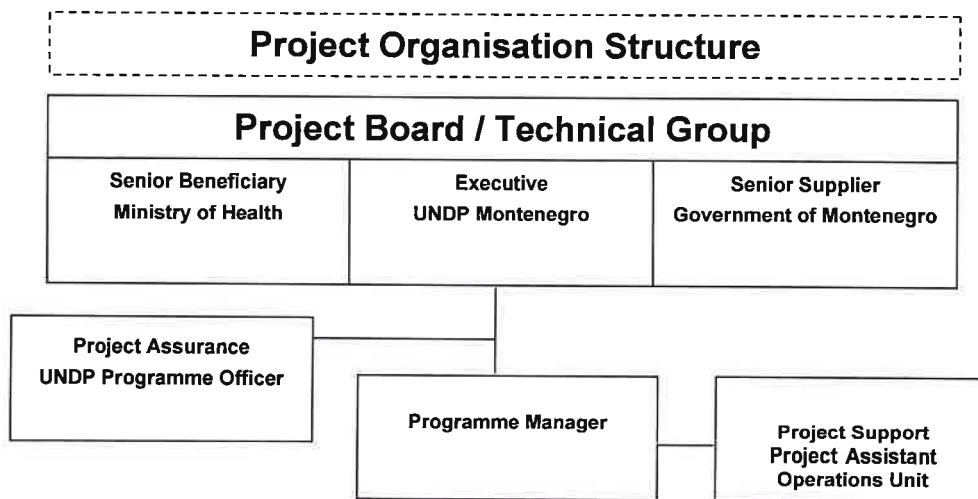 Project Organisation Structure
Project Board / Technical Group
Senior Beneficiary
Ministry of Health
Executive
UNDP Montenegro
Senior Supplier
Government of Montenegro
Project Assurance
UNDP Programme Officer
Programme Manager
Project Support
Project Assistant
Operations Unit